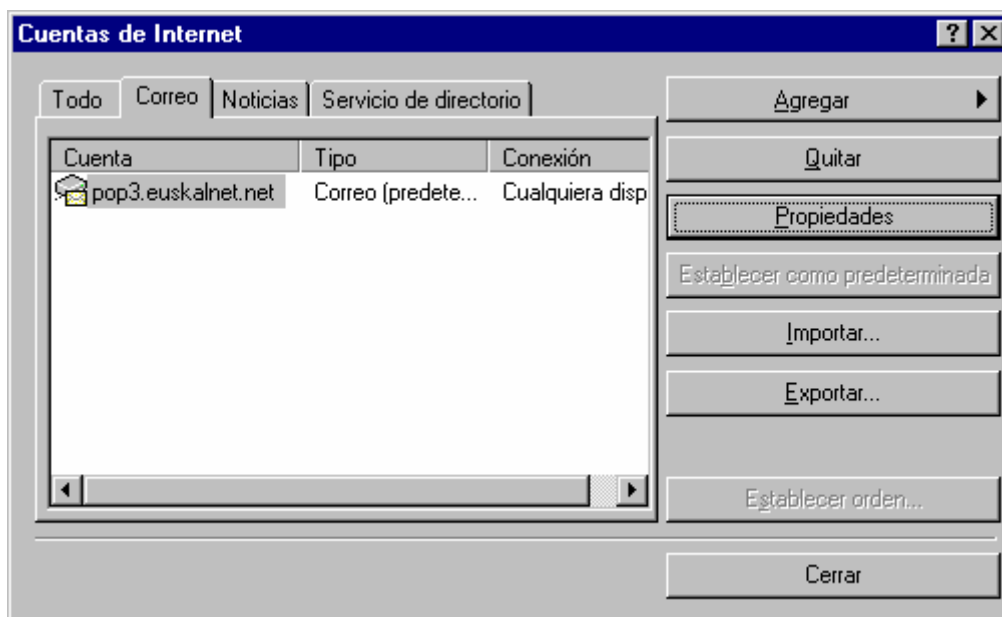 Cuentas de Internet
Todo Correo Noticias Servicio de directorio
Cuenta Tipo Conexión
pop3.euskalnet.net Correo (predete... Cualquiera disp
Agregar
Quitar
Propiedades
Establecer como predeterminada
Importar...
Exportar...
Establecer orden...
Cerrar